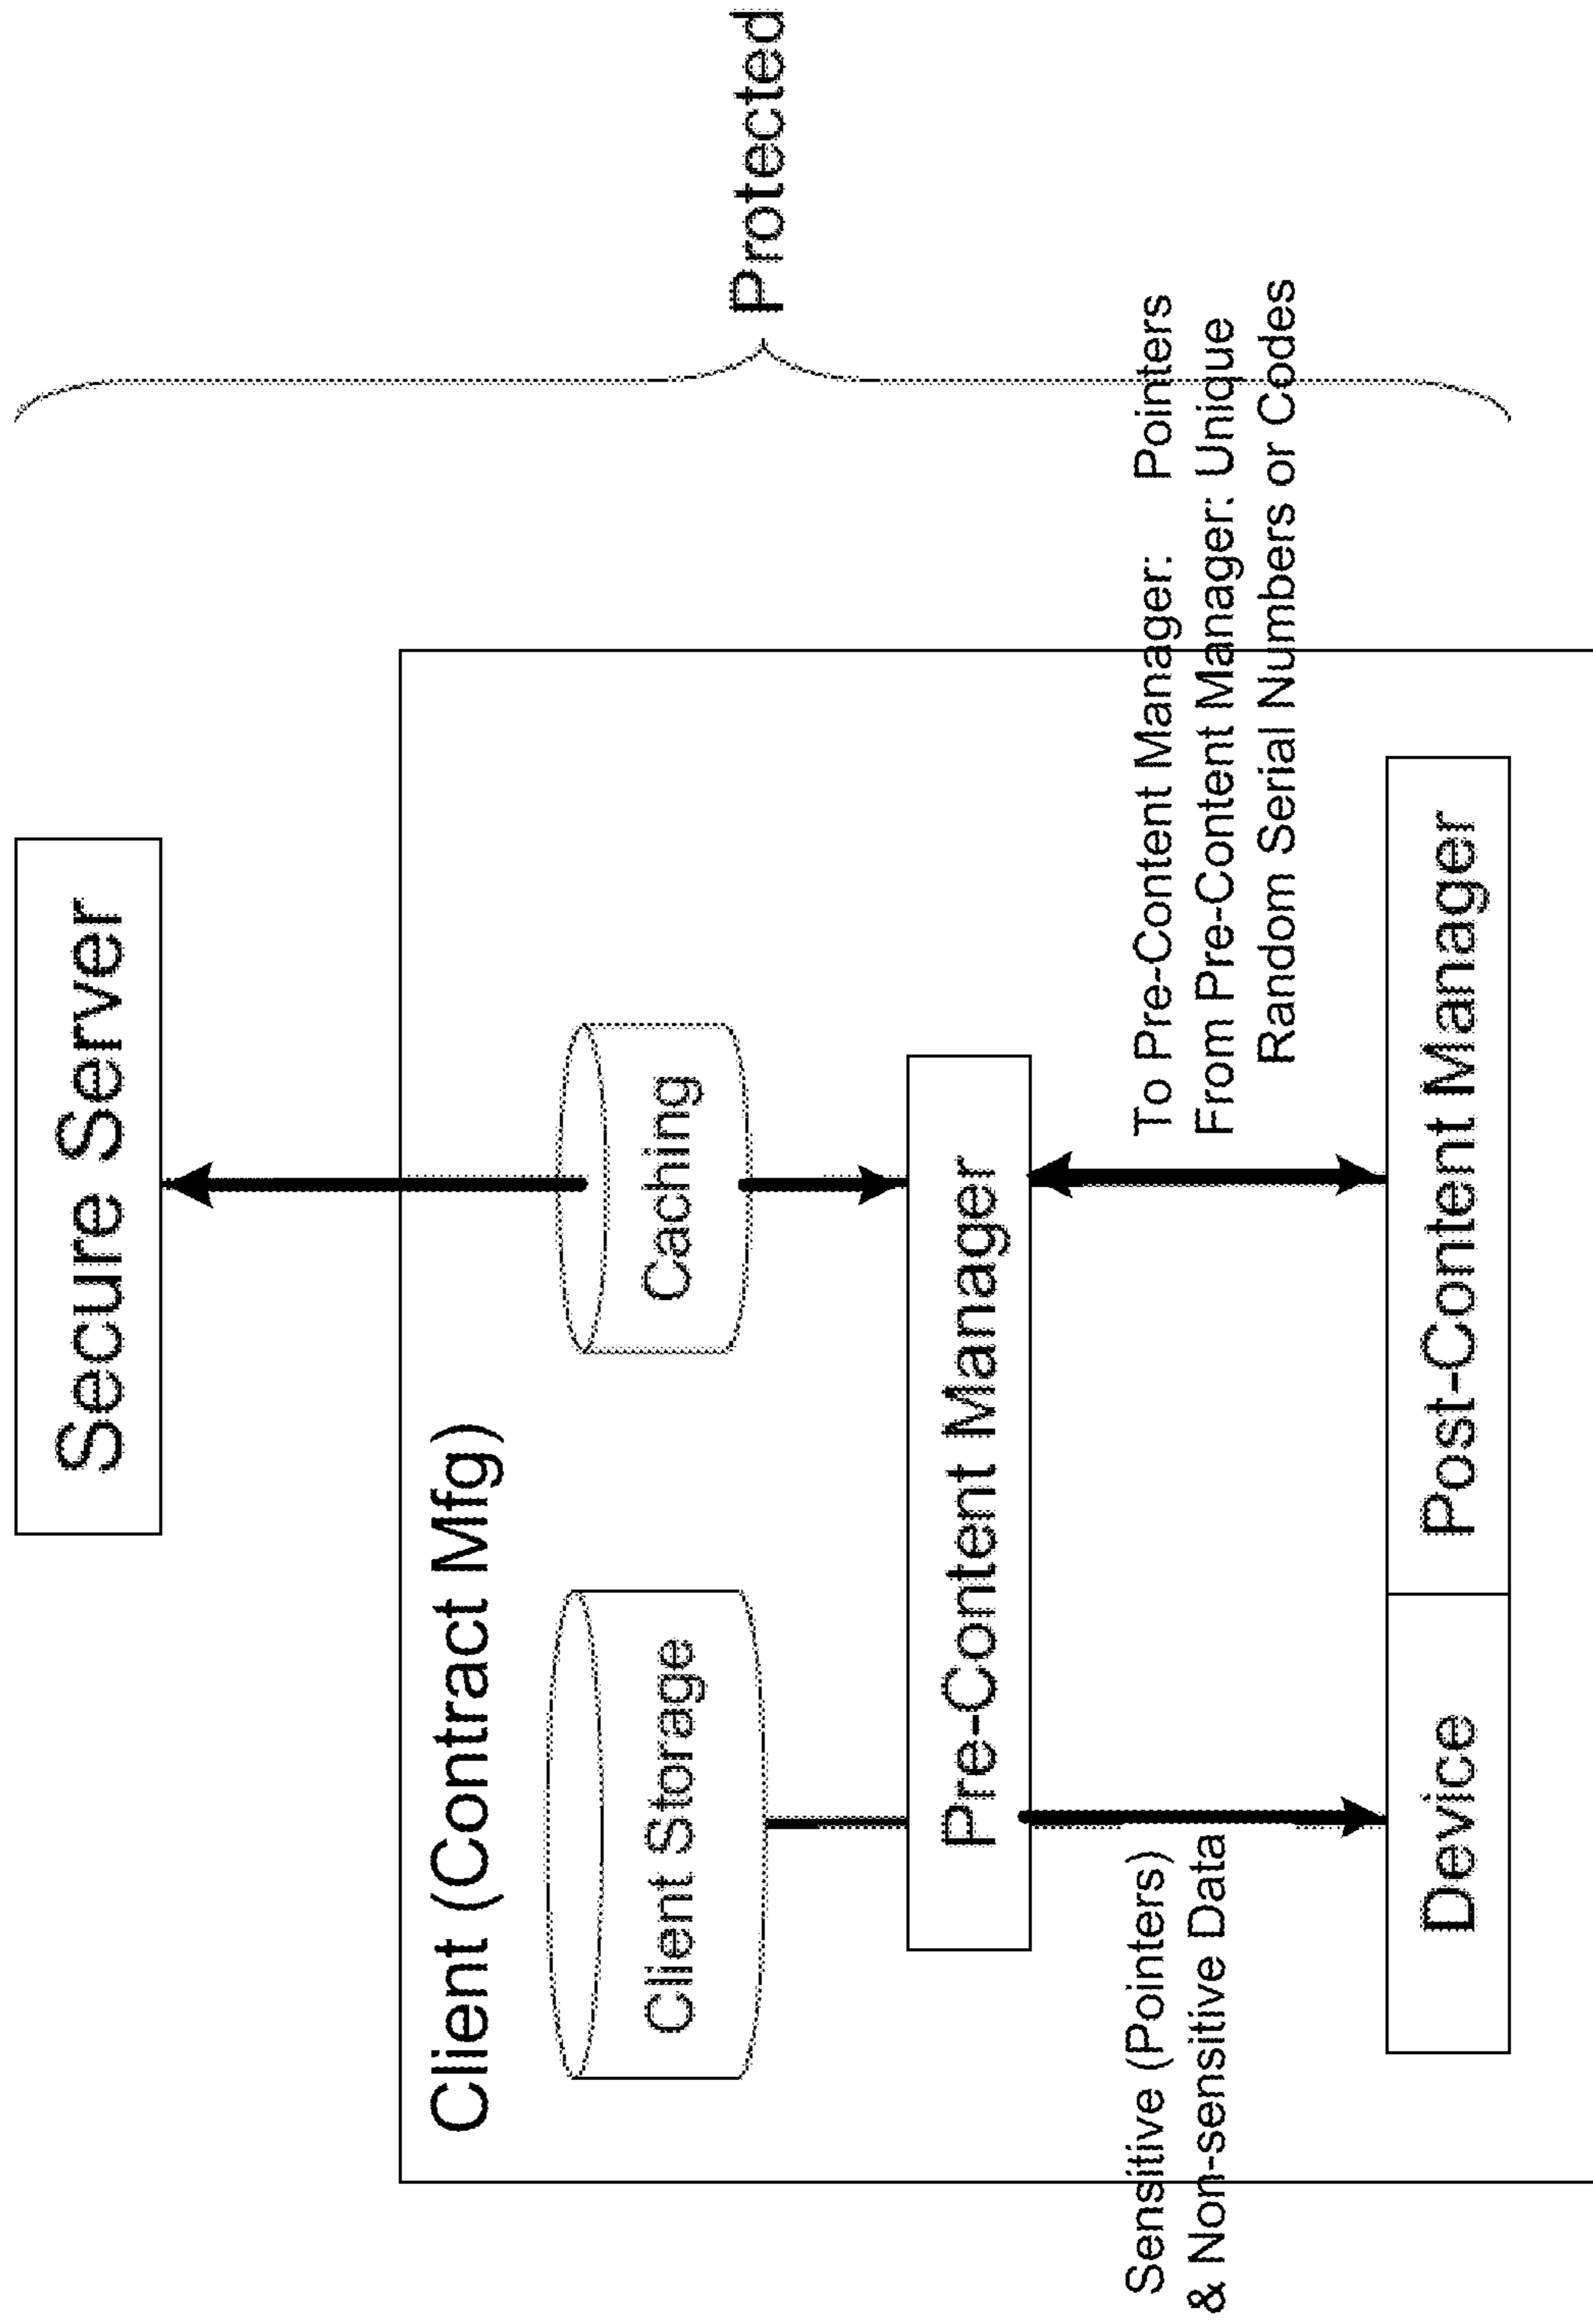 Secure Server
Protected
Client (Contract Mfg)
Client Storage
Caching
Pre-Content Manager
Sensitive (Pointers)
& Non-sensitive Data
To Pre-Content Manager: Pointers
From Pre-Content Manager: Unique
Random Serial Numbers or Codes
Device
Post-Content Manager